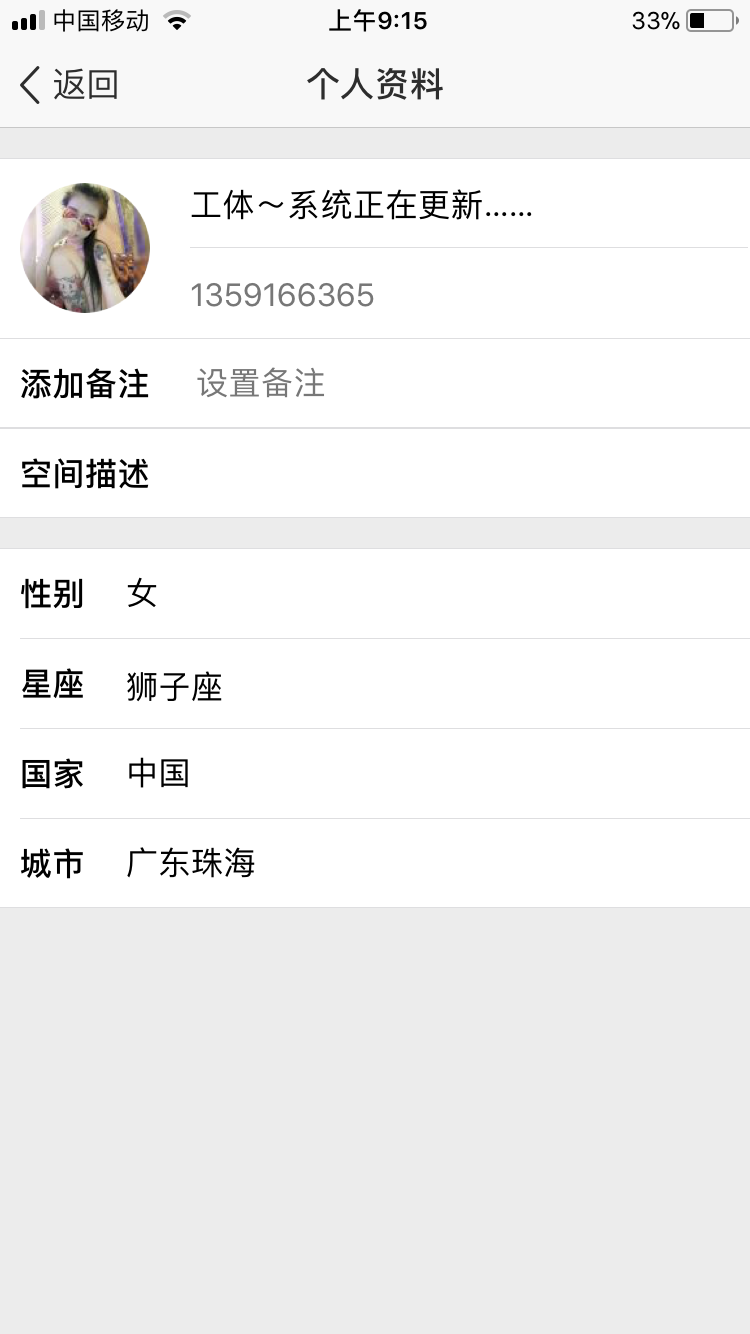 中国移动 上午9:15 33%
返回 个人资料
工体～系统正在更新......
1359166365
添加备注 设置备注
空间描述
性别 女
星座 狮子座
国家 中国
城市 广东珠海